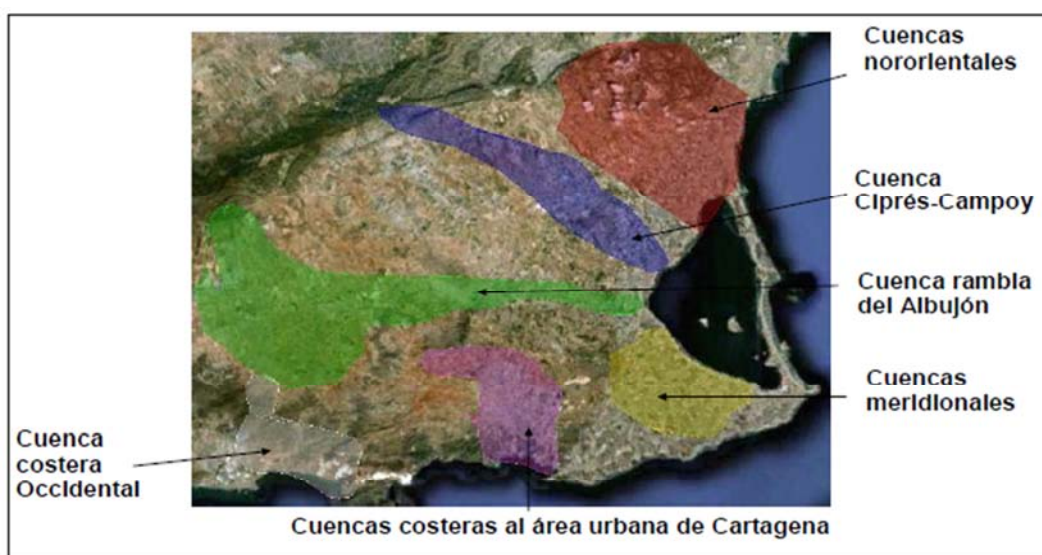 Cuencas
nororientales
Cuenca
Ciprés-Campoy
Cuenca rambla
del Albujón
Cuencas
meridionales
Cuenca
costera
Occidental
Cuencas costeras al área urbana de Cartagena